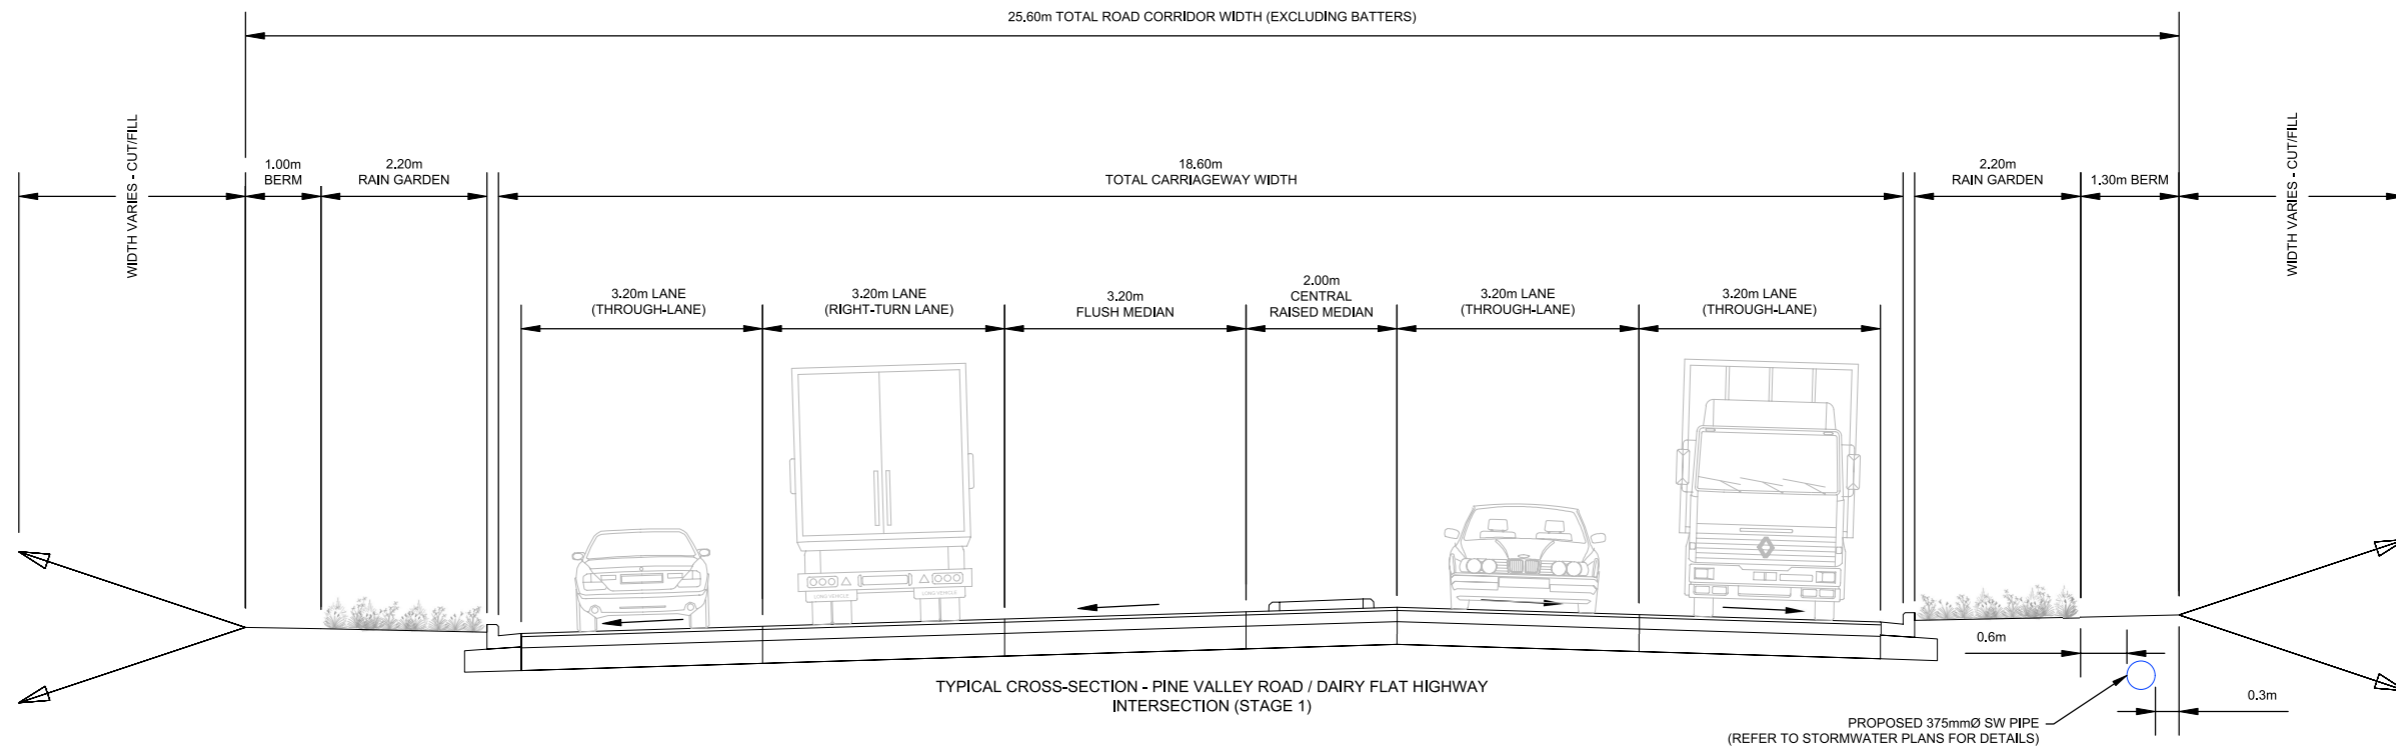 25.60m TOTAL ROAD CORRIDOR WIDTH (EXCLUDING BATTERS)
WIDTH VARIES - CUT/FILL
1.00m
BERM
2.20m
RAIN GARDEN
18.60m
TOTAL CARRIAGEWAY WIDTH
2.20m
RAIN GARDEN
1.30m BERM
WIDTH VARIES - CUT/FILL
3.20m LANE
(THROUGH-LANE)
3.20m LANE
(RIGHT-TURN LANE)
3.20m
FLUSH MEDIAN
2.00m
CENTRAL
RAISED MEDIAN
3.20m LANE
(THROUGH-LANE)
3.20m LANE
(THROUGH-LANE)
LONG VEHICLE
LONG VEHICLE
0.6m
0.3m
TYPICAL CROSS-SECTION - PINE VALLEY ROAD / DAIRY FLAT HIGHWAY
INTERSECTION (STAGE 1)
PROPOSED 375mmØ SW PIPE
(REFER TO STORMWATER PLANS FOR DETAILS)